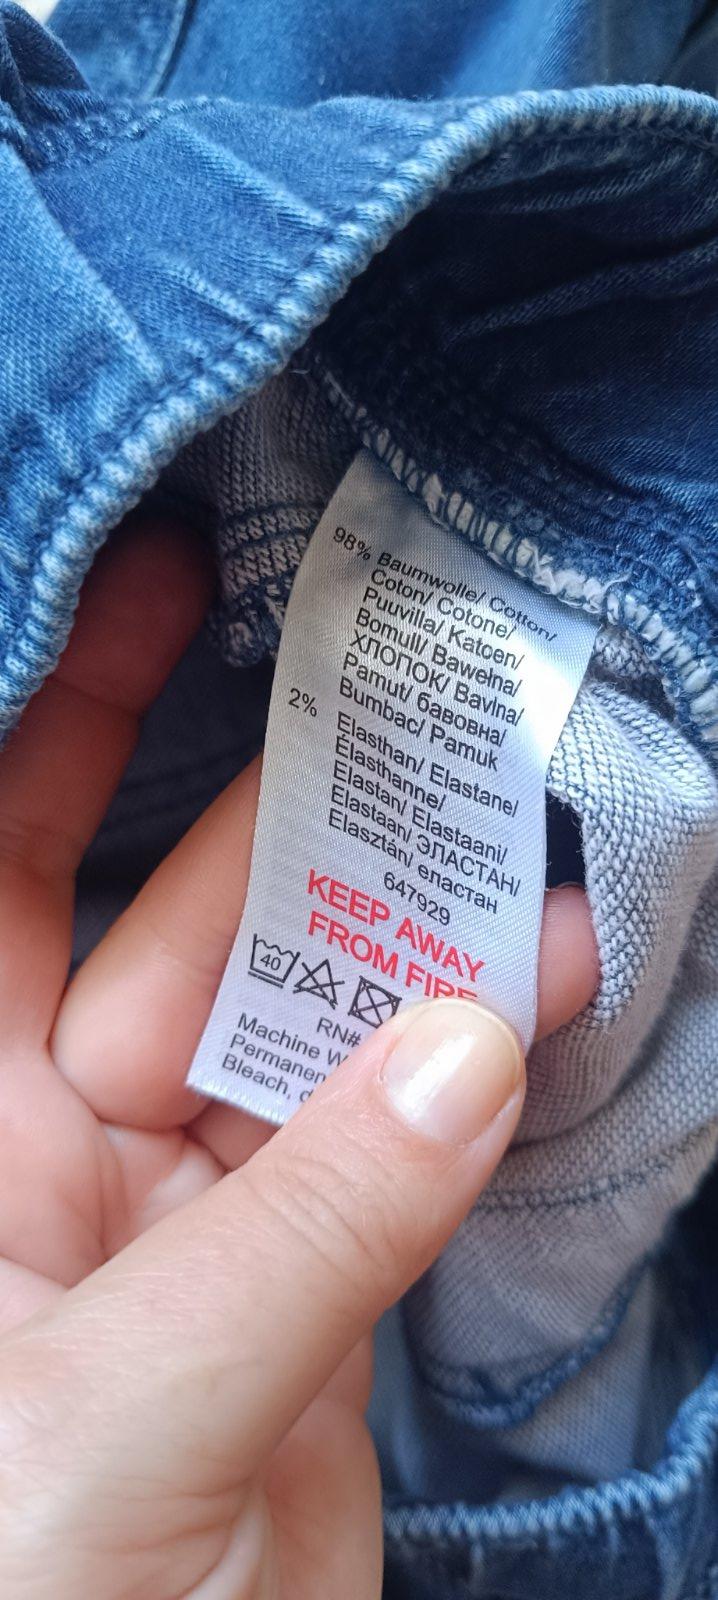 98% Baumwolle/ Cotton/
Coton/ Cotone/
Puuvilla/ Katoen/
Bomull/ Bawełna/
ХЛОПОК/ Bavlna/
Pamut/ бавовна/
Bumbac/ Pamuk
2% Elasthan/ Elastane/
Élasthanne/
Elastan/ Elastaani/
Elastaan/ ЭЛАСТАН/
Elasztán/ еластан
647929
KEEP AWAY
FROM FIRE
40
RN#
Machine
Bleach,